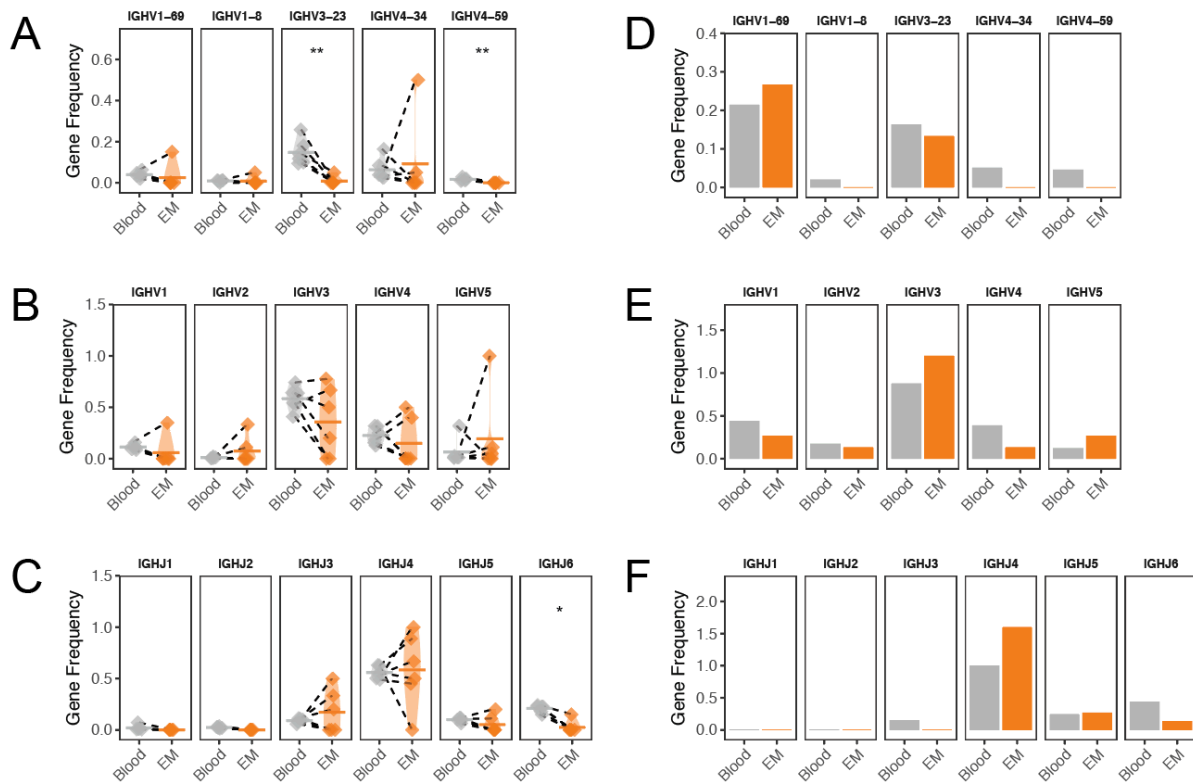 A
IGHV1−69 IGHV1−8 IGHV3−23 IGHV4−34 IGHV4−59
Gene Frequency
0.6
0.4
0.2
0.0
** **
Blood EM Blood EM Blood EM Blood EM Blood EM
D
IGHV1−69 IGHV1−8 IGHV3−23 IGHV4−34 IGHV4−59
Gene Frequency
0.4
0.3
0.2
0.1
0.0
Blood EM Blood EM Blood EM Blood EM Blood EM
B
IGHV1 IGHV2 IGHV3 IGHV4 IGHV5
Gene Frequency
1.5
1.0
0.5
0.0
Blood EM Blood EM Blood EM Blood EM Blood EM
E
IGHV1 IGHV2 IGHV3 IGHV4 IGHV5
Gene Frequency
1.5
1.0
0.5
0.0
Blood EM Blood EM Blood EM Blood EM Blood EM
C
IGHJ1 IGHJ2 IGHJ3 IGHJ4 IGHJ5 IGHJ6
Gene Frequency
1.5
1.0
0.5
0.0
*
Blood EM Blood EM Blood EM Blood EM Blood EM Blood EM
F
IGHJ1 IGHJ2 IGHJ3 IGHJ4 IGHJ5 IGHJ6
Gene Frequency
2.0
1.5
1.0
0.5
0.0
Blood EM Blood EM Blood EM Blood EM Blood EM Blood EM